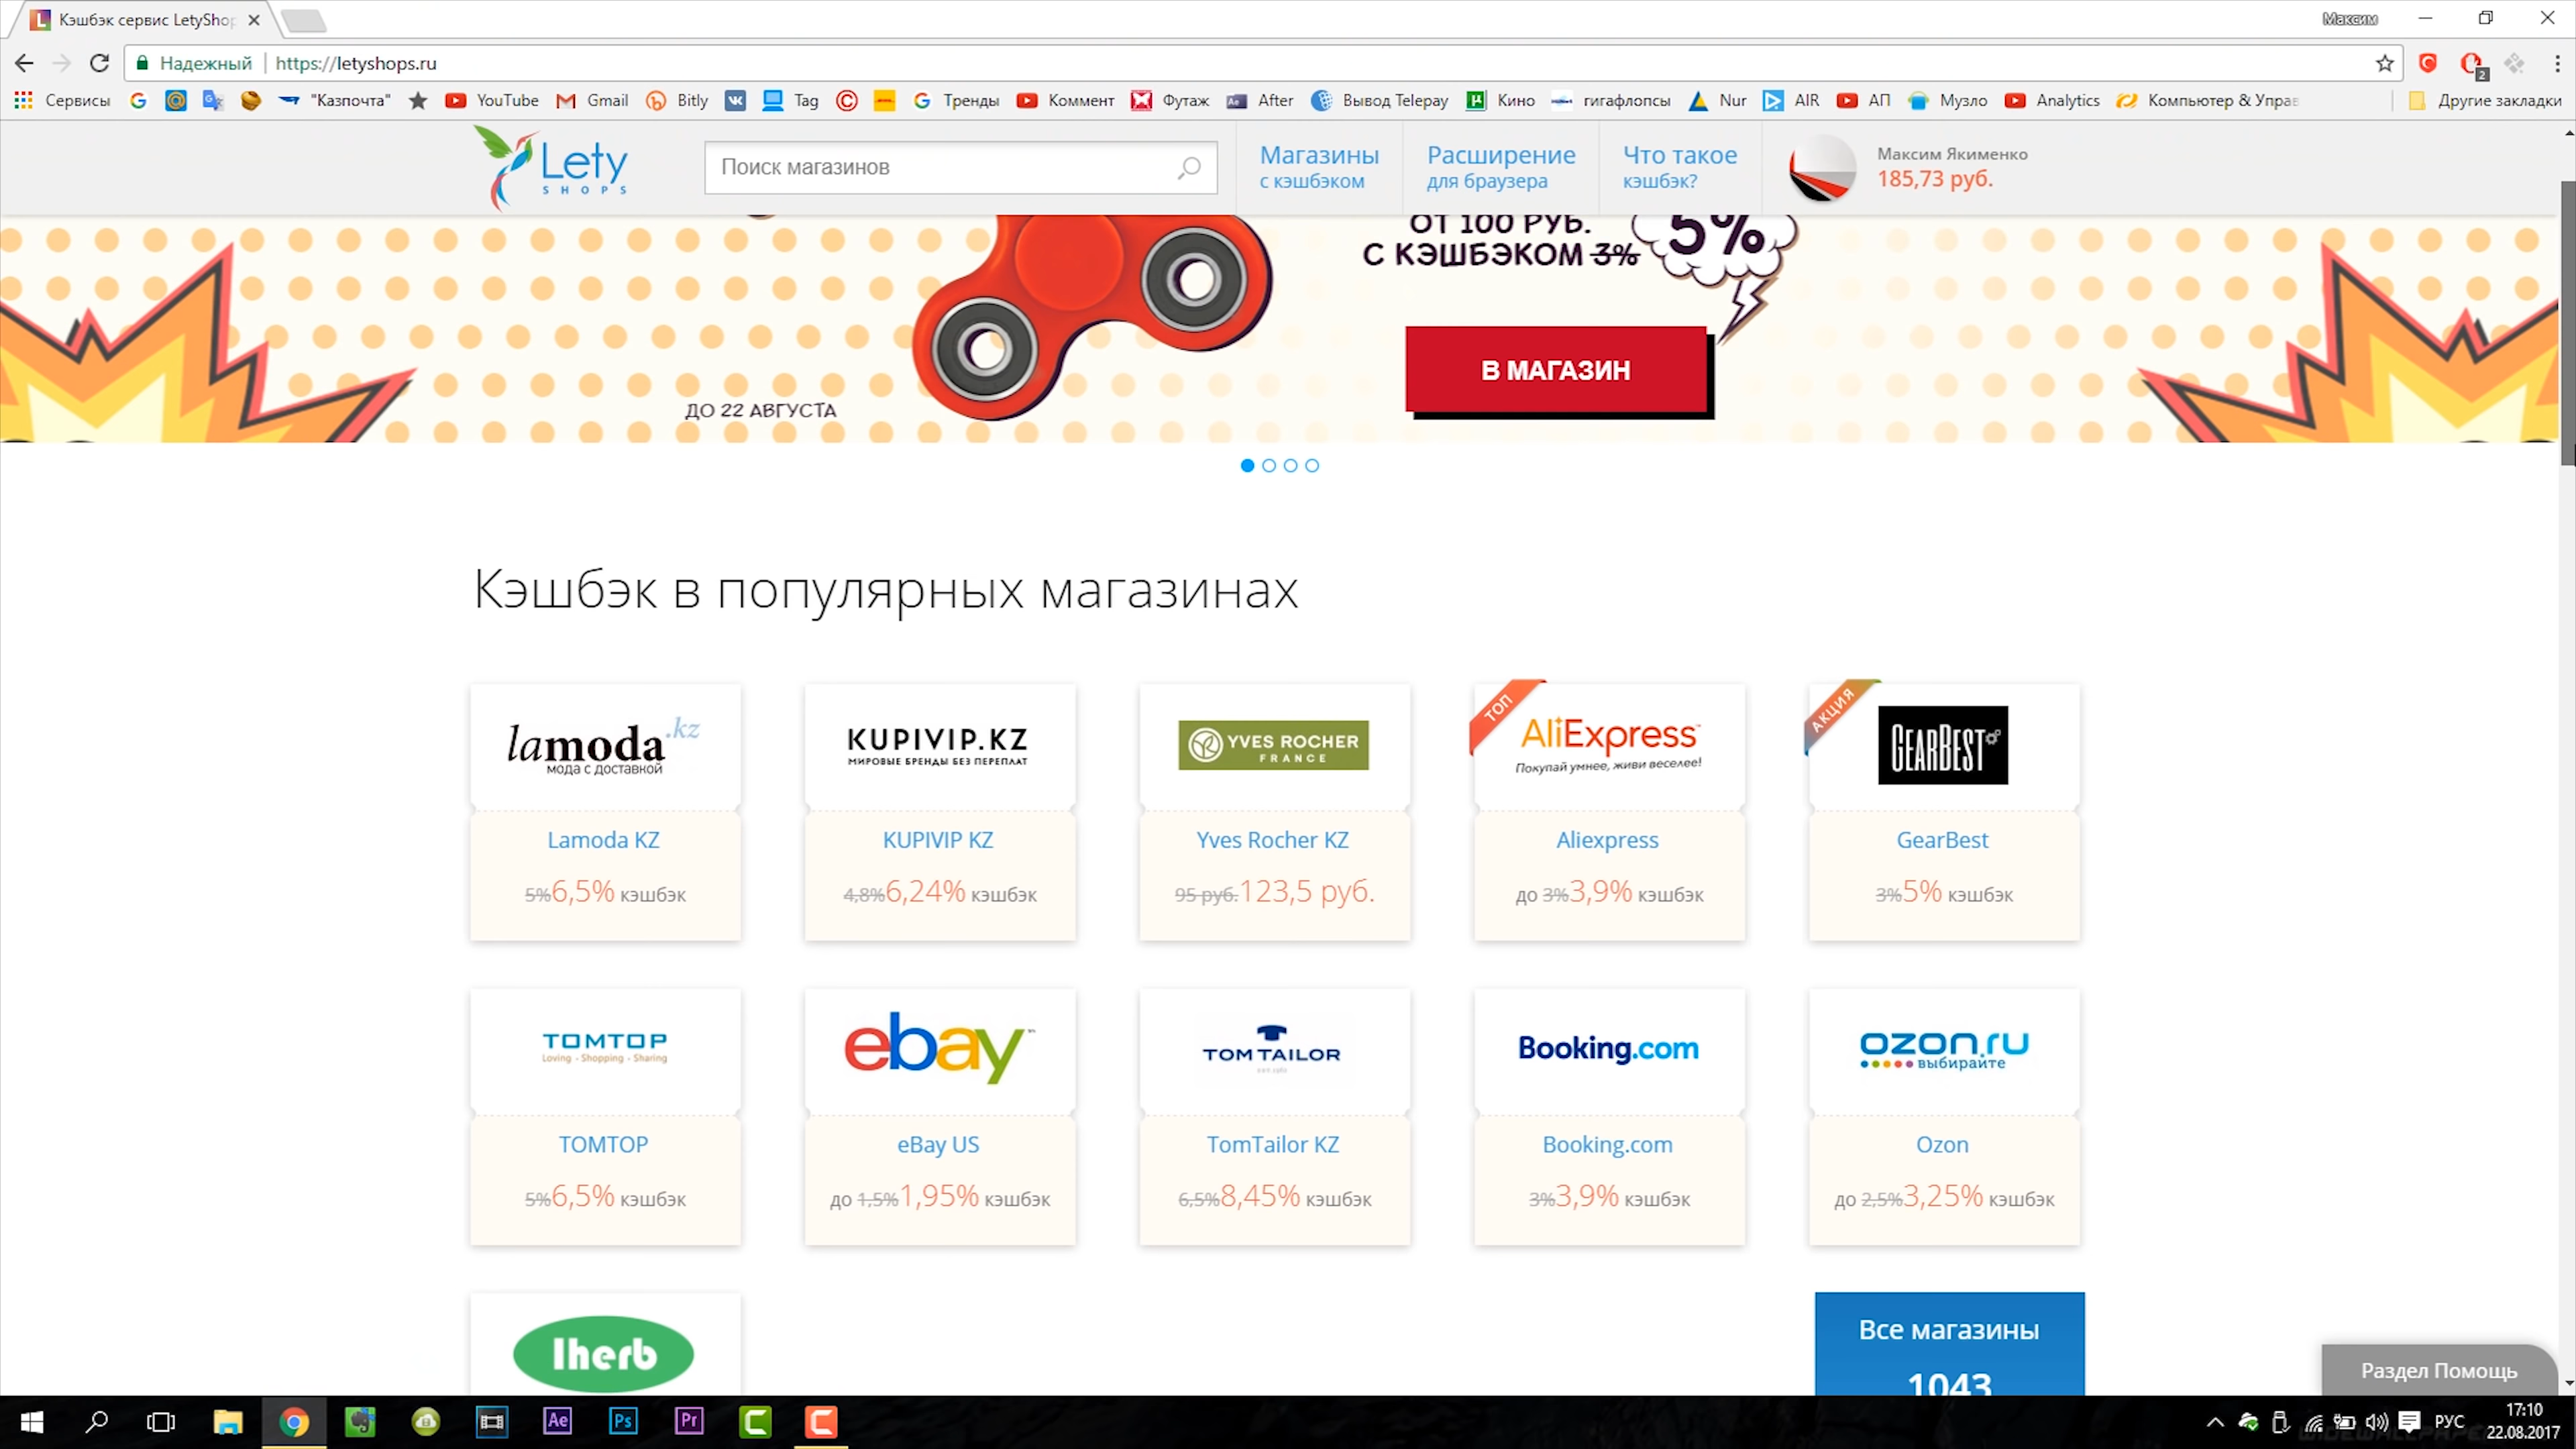 Кэшбэк сервис LetyShop
Максим
Надежный https://letyshops.ru
2
Сервисы "Казпочта" YouTube Gmail Bitly Tag Тренды Коммент Футаж After Вывод Telepay Кино гигафлопсы Nur AIR АП Музло Analytics Компьютер & Управ Другие закладки
Lety
SHOPS
Поиск магазинов
Магазины
с кэшбэком
Расширение
для браузера
Что такое
кэшбэк?
Максим Якименко
185,73 руб.
ОТ 100 РУБ.
С КЭШБЭКОМ 3% 5%
В МАГАЗИН
ДО 22 АВГУСТА
Кэшбэк в популярных магазинах
lamoda.kz
мода с доставкой
KUPIVIP.KZ
МИРОВЫЕ БРЕНДЫ БЕЗ ПЕРЕПЛАТ
YVES ROCHER
FRANCE
ТОП
AliExpress
Покупай умнее, живи веселее!
АКЦИЯ
GEARBEST
Lamoda KZ
5%6,5% кэшбэк
KUPIVIP KZ
4,8%6,24% кэшбэк
Yves Rocher KZ
95 руб.123,5 руб.
Aliexpress
до 3%3,9% кэшбэк
GearBest
3%5% кэшбэк
TOMTOP
Loving - Shopping - Sharing
ebay
TOM TAILOR
Booking.com
OZON.RU
выбирайте
TOMTOP
5%6,5% кэшбэк
eBay US
до 1,5%1,95% кэшбэк
TomTailor KZ
6,5%8,45% кэшбэк
Booking.com
3%3,9% кэшбэк
Ozon
до 2,5%3,25% кэшбэк
Iherb
Все магазины
1043
Раздел Помощь
Ae Ps Pr
РУС
17:10
22.08.2017